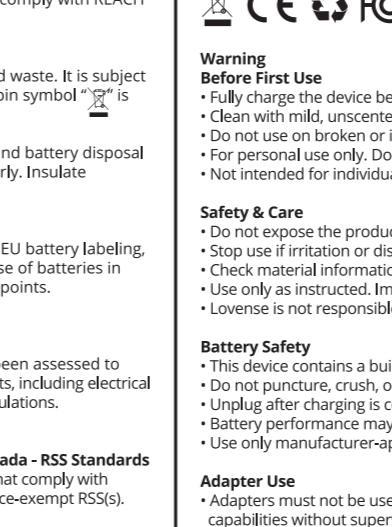 comply with REACH
d waste. It is subject
bin symbol “ ” is
nd battery disposal
rly. Insulate
EU battery labeling,
se of batteries in
points.
been assessed to
ts, including electrical
ulations.
ada - RSS Standards
hat comply with
ce-exempt RSS(s).
CE FC
Warning
Before First Use
• Fully charge the device be
• Clean with mild, unscente
• Do not use on broken or i
• For personal use only. Do
• Not intended for individua
Safety & Care
• Do not expose the produc
• Stop use if irritation or dis
• Check material informatio
• Use only as instructed. Im
• Lovense is not responsible
Battery Safety
• This device contains a bui
• Do not puncture, crush, o
• Unplug after charging is c
• Battery performance may
• Use only manufacturer-ap
Adapter Use
• Adapters must not be use
capabilities without super